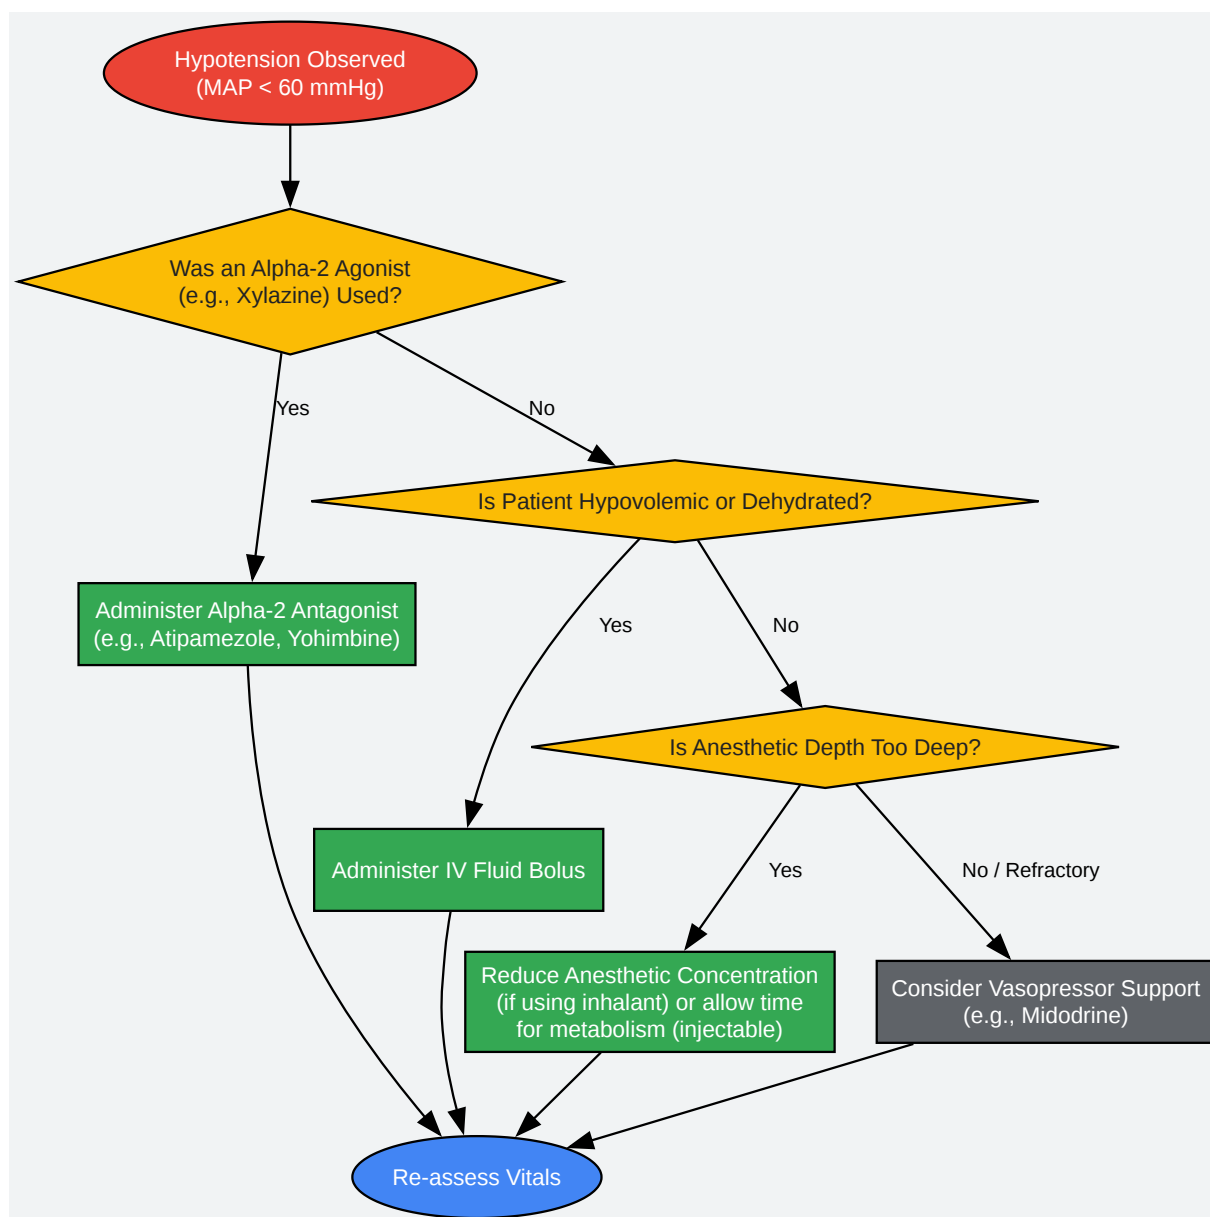 Hypotension Observed
(MAP < 60 mmHg)
Was an Alpha-2 Agonist
(e.g., Xylazine) Used?
Yes
No
Is Patient Hypovolemic or Dehydrated?
Administer Alpha-2 Antagonist
(e.g., Atipamezole, Yohimbine)
Yes
No
Is Anesthetic Depth Too Deep?
Administer IV Fluid Bolus
Yes
No / Refractory
Reduce Anesthetic Concentration
(if using inhalant) or allow time
for metabolism (injectable)
Consider Vasopressor Support
(e.g., Midodrine)
Re-assess Vitals